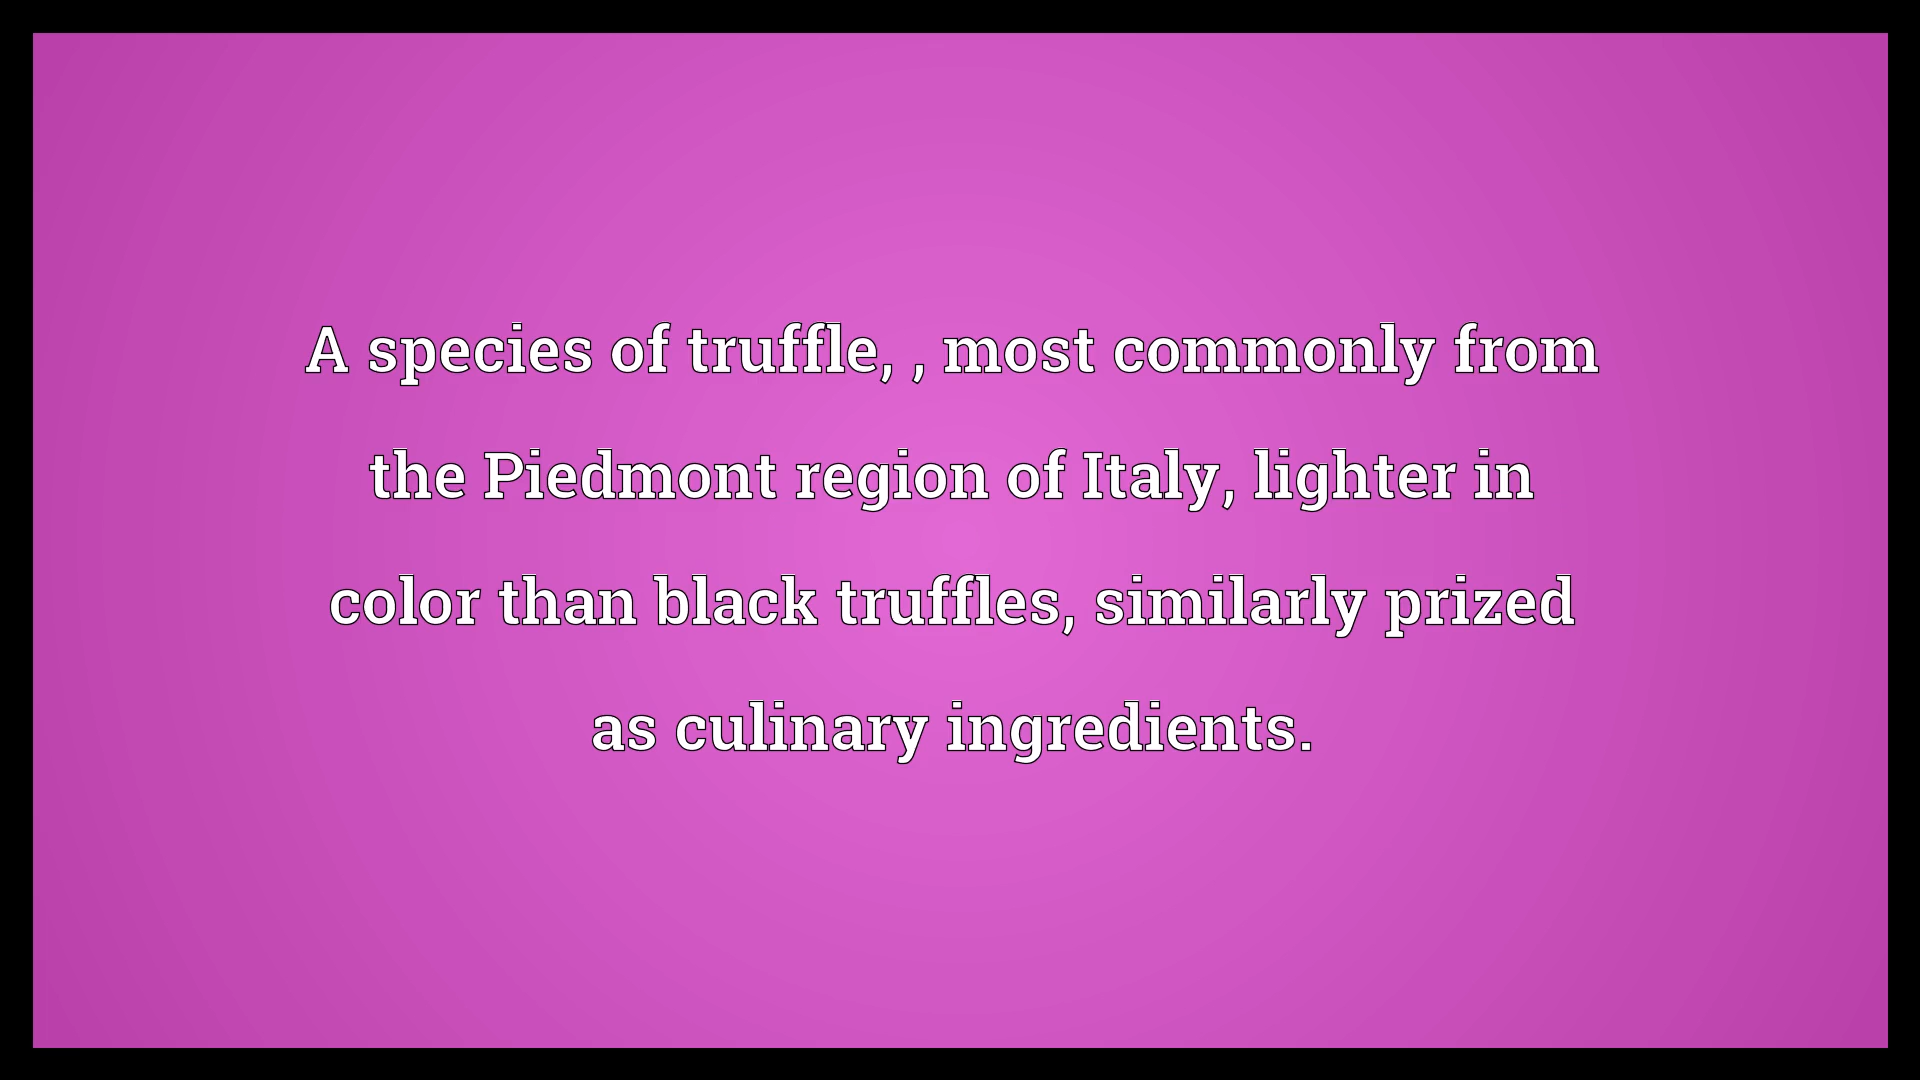 A species of truffle, , most commonly from
the Piedmont region of Italy, lighter in
color than black truffles, similarly prized
as culinary ingredients.